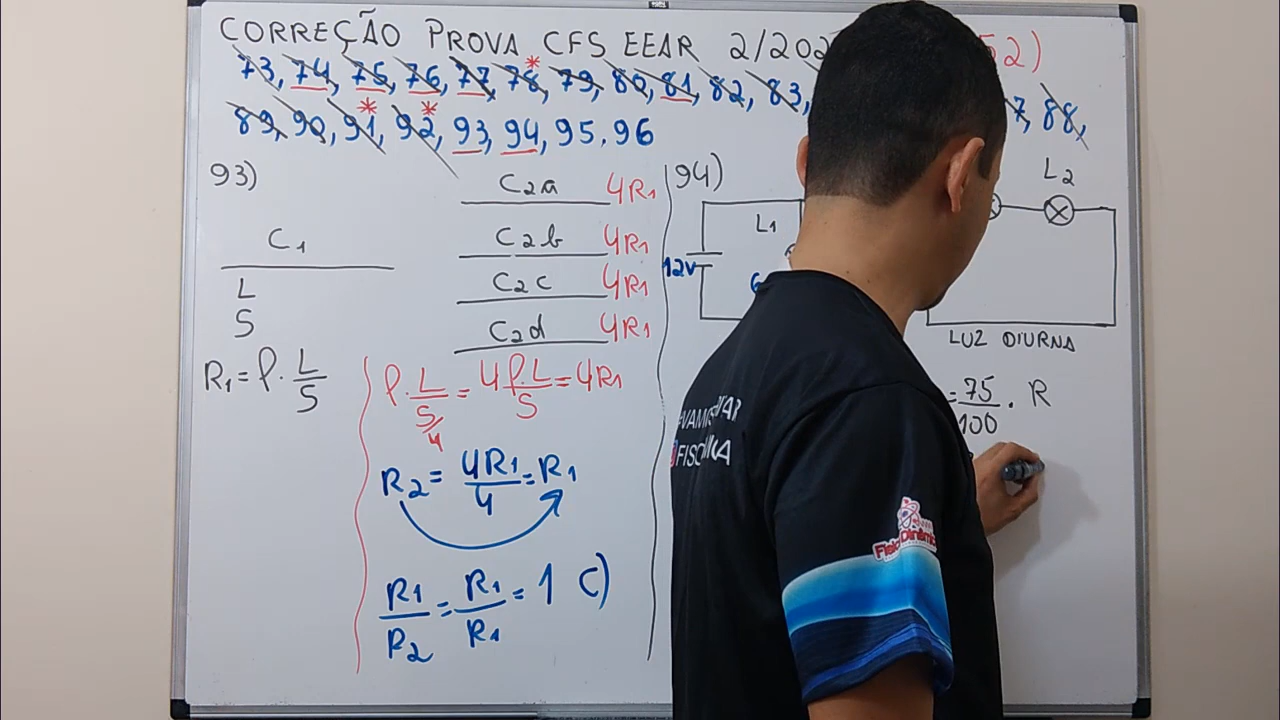 CORREÇÃO PROVA CFS EEAR 2/202 52)
73, 74, 75, 76, 77, 78, 79, 80, 81, 82, 83, 7, 88,
89, 90, 91, 92, 93, 94, 95, 96
93)
C1
L
S
R1 = ρ . L/S
C2a 4R1
C2b 4R1
C2c 4R1
C2d 4R1
ρ . L/(S/4) = 4ρ.L/S = 4R1
R2 = 4R1/4 = R1
R1/R2 = R1/R1 = 1 C)
94)
L1
L2
12V
6
LUZ DIURNA
= 75/100 . R